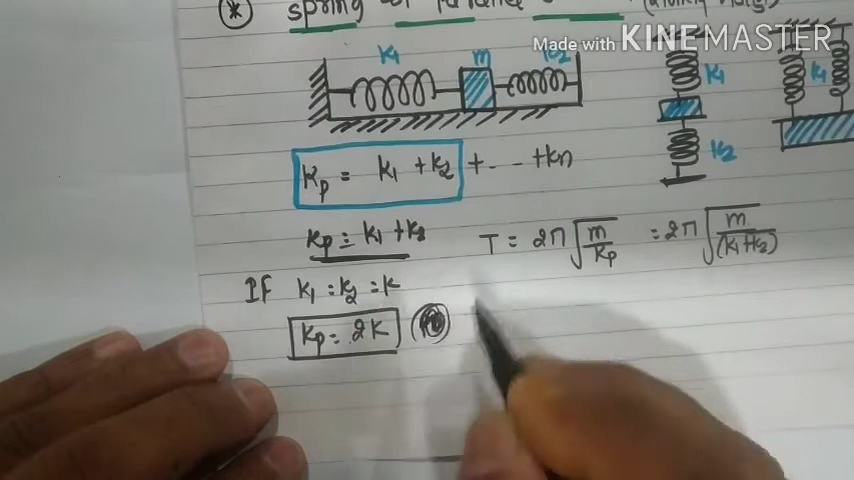 * spring
Made with KINEMASTER
K1 m K2 K1 K1
Kp = K1 + K2 + - - + Kn
K2
Kp = K1 + K2 T = 2π√m/Kp = 2π√m/(K1+K2)
IF K1 = K2 = K
Kp = 2K